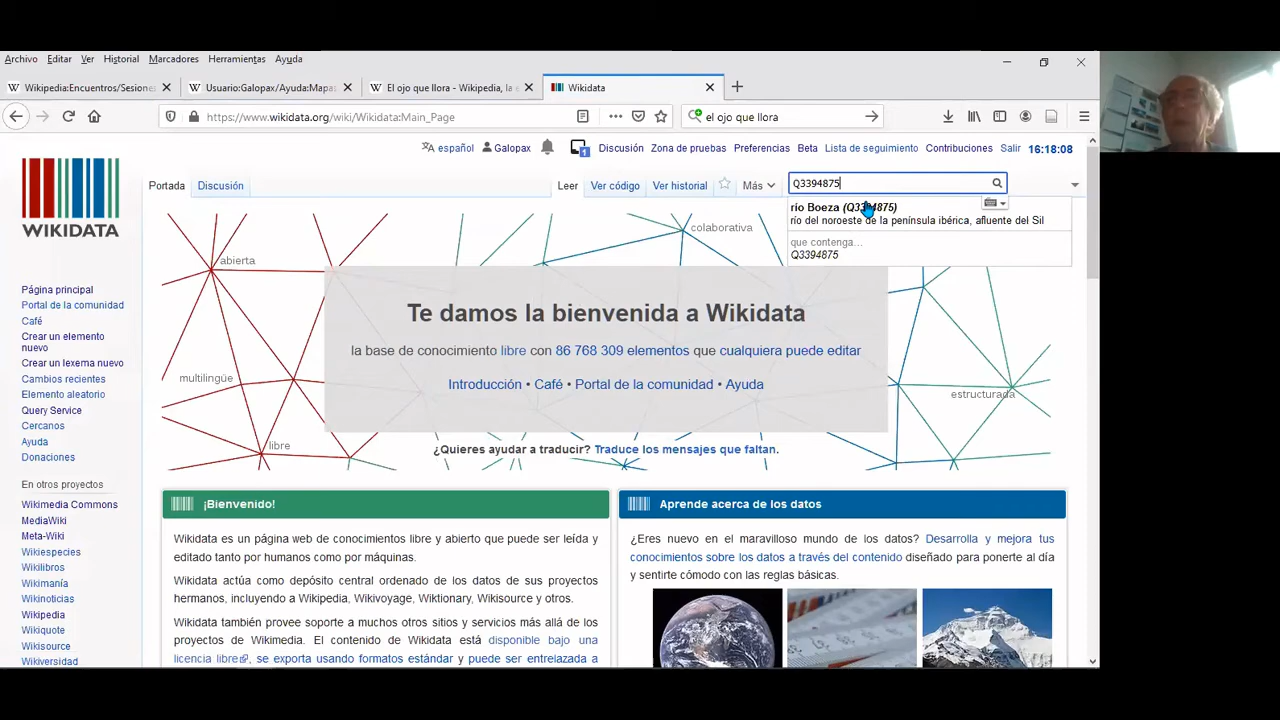 Archivo Editar Ver Historial Marcadores Herramientas Ayuda
Wikipedia:Encuentros/Sesione
Usuario:Galopax/Ayuda:Mapa
El ojo que llora - Wikipedia, la e
Wikidata
https://www.wikidata.org/wiki/Wikidata:Main_Page
el ojo que llora
español Galopax 1 Discusión Zona de pruebas Preferencias Beta Lista de seguimiento Contribuciones Salir 16:18:08
Portada Discusión Leer Ver código Ver historial Más
Q3394875
río Boeza (Q3394875)
río del noroeste de la península ibérica, afluente del Sil
que contenga...
Q3394875
WIKIDATA
Página principal
Portal de la comunidad
Café
Crear un elemento
nuevo
Crear un lexema nuevo
Cambios recientes
Elemento aleatorio
Query Service
Cercanos
Ayuda
Donaciones
En otros proyectos
Wikimedia Commons
MediaWiki
Meta-Wiki
Wikiespecies
Wikilibros
Wikimanía
Wikinoticias
Wikipedia
Wikiquote
Wikisource
Wikiversidad
colaborativa
abierta
multilingüe
libre
estructurada
Te damos la bienvenida a Wikidata
la base de conocimiento libre con 86 768 309 elementos que cualquiera puede editar
Introducción • Café • Portal de la comunidad • Ayuda
¿Quieres ayudar a traducir? Traduce los mensajes que faltan.
¡Bienvenido!
Wikidata es un página web de conocimientos libre y abierto que puede ser leída y
editado tanto por humanos como por máquinas.
Wikidata actúa como depósito central ordenado de los datos de sus proyectos
hermanos, incluyendo a Wikipedia, Wikivoyage, Wiktionary, Wikisource y otros.
Wikidata también provee soporte a muchos otros sitios y servicios más allá de los
proyectos de Wikimedia. El contenido de Wikidata está disponible bajo una
licencia libre, se exporta usando formatos estándar y puede ser entrelazada a
Aprende acerca de los datos
¿Eres nuevo en el maravilloso mundo de los datos? Desarrolla y mejora tus
conocimientos sobre los datos a través del contenido diseñado para ponerte al día
y sentirte cómodo con las reglas básicas.